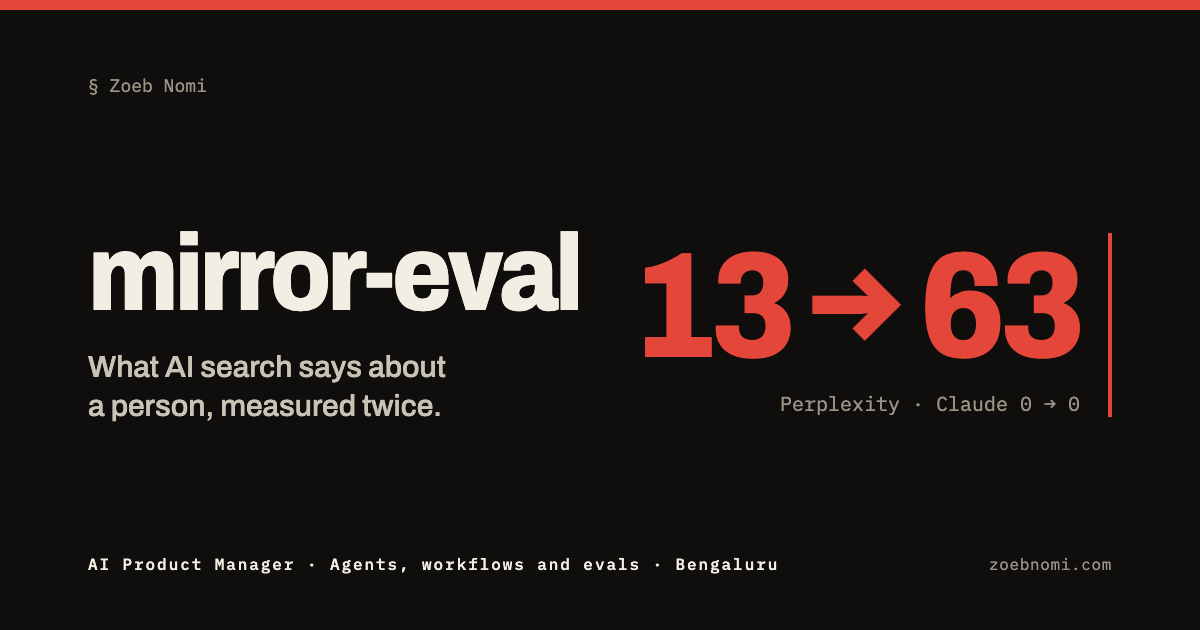 § Zoeb Nomi
mirror-eval
What AI search says about
a person, measured twice.
13 → 63
Perplexity · Claude 0 → 0
AI Product Manager · Agents, workflows and evals · Bengaluru
zoebnomi.com